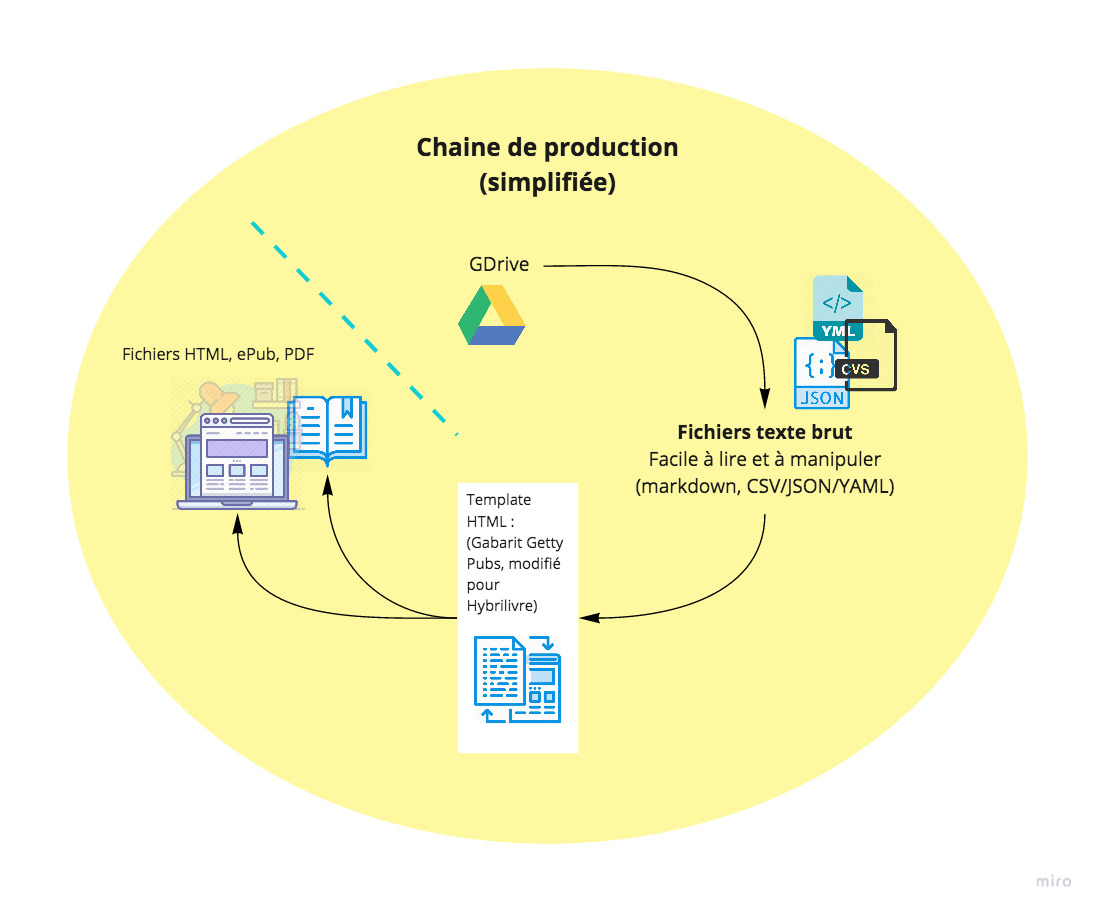 Chaine de production
(simplifiée)
GDrive
</>
YML
{;}
JSON
CVS
Fichiers HTML, ePub, PDF
Fichiers texte brut
Facile à lire et à manipuler
(markdown, CSV/JSON/YAML)
Template
HTML :
(Gabarit Getty
Pubs, modifié
pour
Hybrilivre)
miro